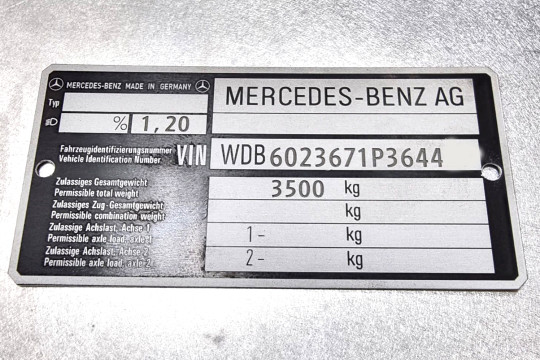 MERCEDES-BENZ MADE IN GERMANY
Typ
MERCEDES-BENZ AG
% 1,20
Fahrzeugidentifizierungsnummer
Vehicle Identification Number
VIN WDB6023671P3644
Zulässiges Gesamtgewicht
Permissible total weight
3500 kg
Zulässiges Zug-Gesamtgewicht
Permissible combination weight
kg
Zulässige Achslast, Achse 1
Permissible axle load, axle 1
1- kg
Zulässige Achslast, Achse 2
Permissible axle load, axle 2
2- kg